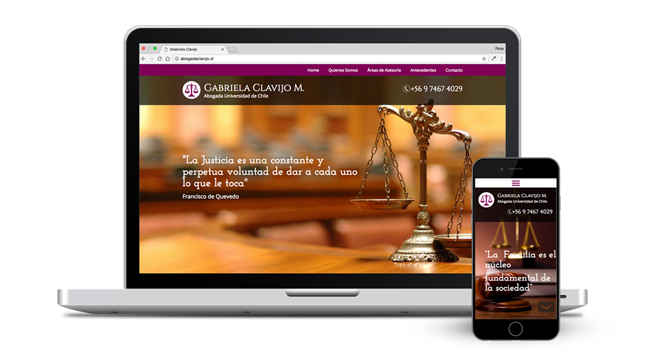 Grabriela Clavijo
Rosa
abogadaclavijo.cl
Home Quienes Somos Áreas de Asesoría Antecedentes Contacto
GABRIELA CLAVIJO M.
Abogada Universidad de Chile
+56 9 7467 4029
"La Justicia es una constante y
perpetua voluntad de dar a cada uno
lo que le toca"
Francisco de Quevedo
GABRIELA CLAVIJO M.
Abogada Universidad de Chile
+56 9 7467 4029
"La Familia es el
núcleo
fundamental de
la sociedad"